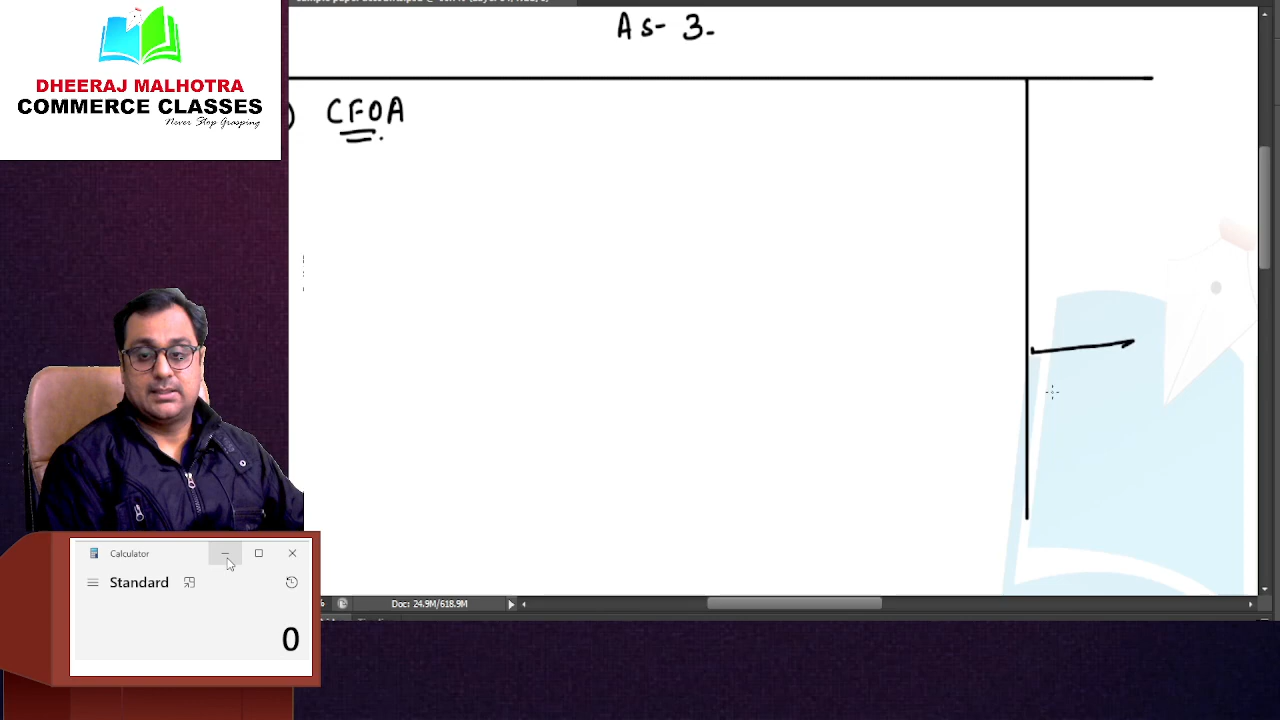 As- 3-
DHEERAJ MALHOTRA
COMMERCE CLASSES
Never Stop Grasping
) CFOA
Calculator
Standard
0
% Doc: 24.9M/618.9M